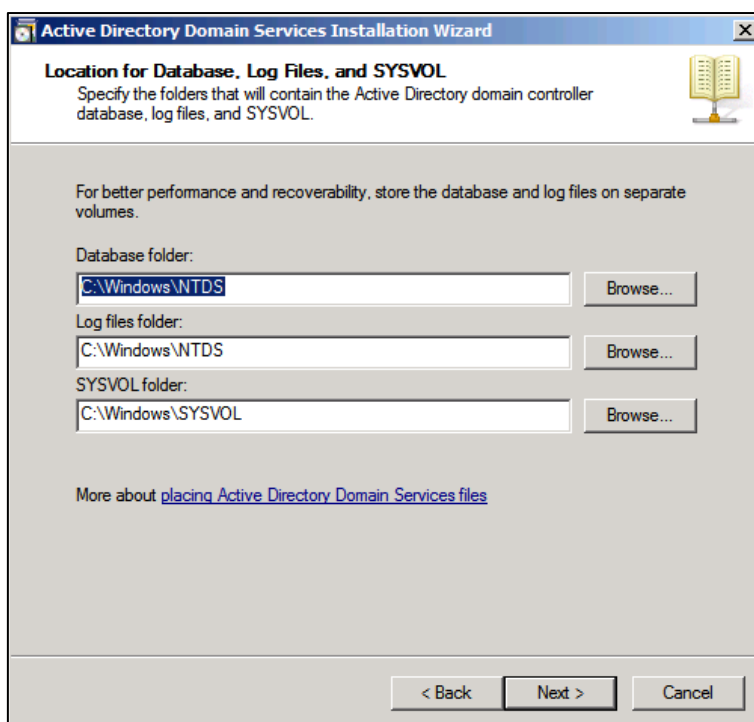 Active Directory Domain Services Installation Wizard
Location for Database, Log Files, and SYSVOL
Specify the folders that will contain the Active Directory domain controller
database, log files, and SYSVOL.
For better performance and recoverability, store the database and log files on separate
volumes.
Database folder:
C:\Windows\NTDS
Browse...
Log files folder:
C:\Windows\NTDS
Browse...
SYSVOL folder:
C:\Windows\SYSVOL
Browse...
More about placing Active Directory Domain Services files
< Back Next > Cancel